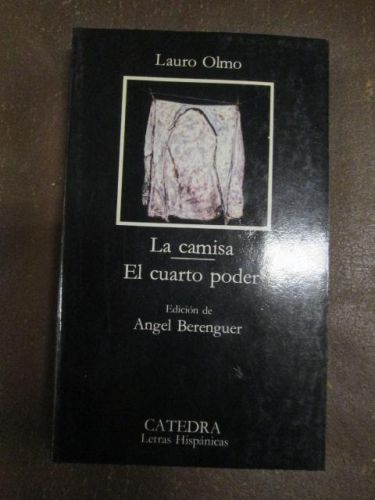 Lauro Olmo
La camisa
El cuarto poder
Edición de
Angel Berenguer
CATEDRA
Letras Hispánicas